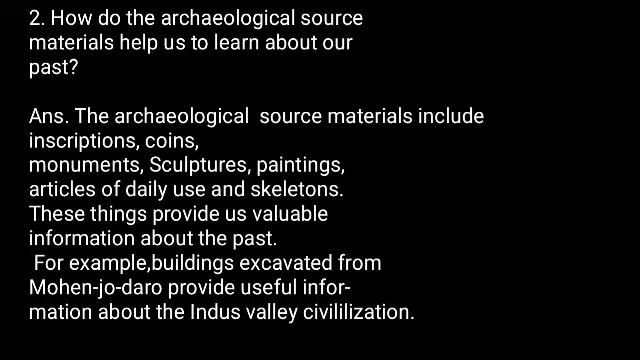 2. How do the archaeological source
materials help us to learn about our
past?
Ans. The archaeological  source materials include
inscriptions, coins,
monuments, Sculptures, paintings,
articles of daily use and skeletons.
These things provide us valuable
information about the past.
For example,buildings excavated from
Mohen-jo-daro provide useful infor-
mation about the Indus valley civililization.